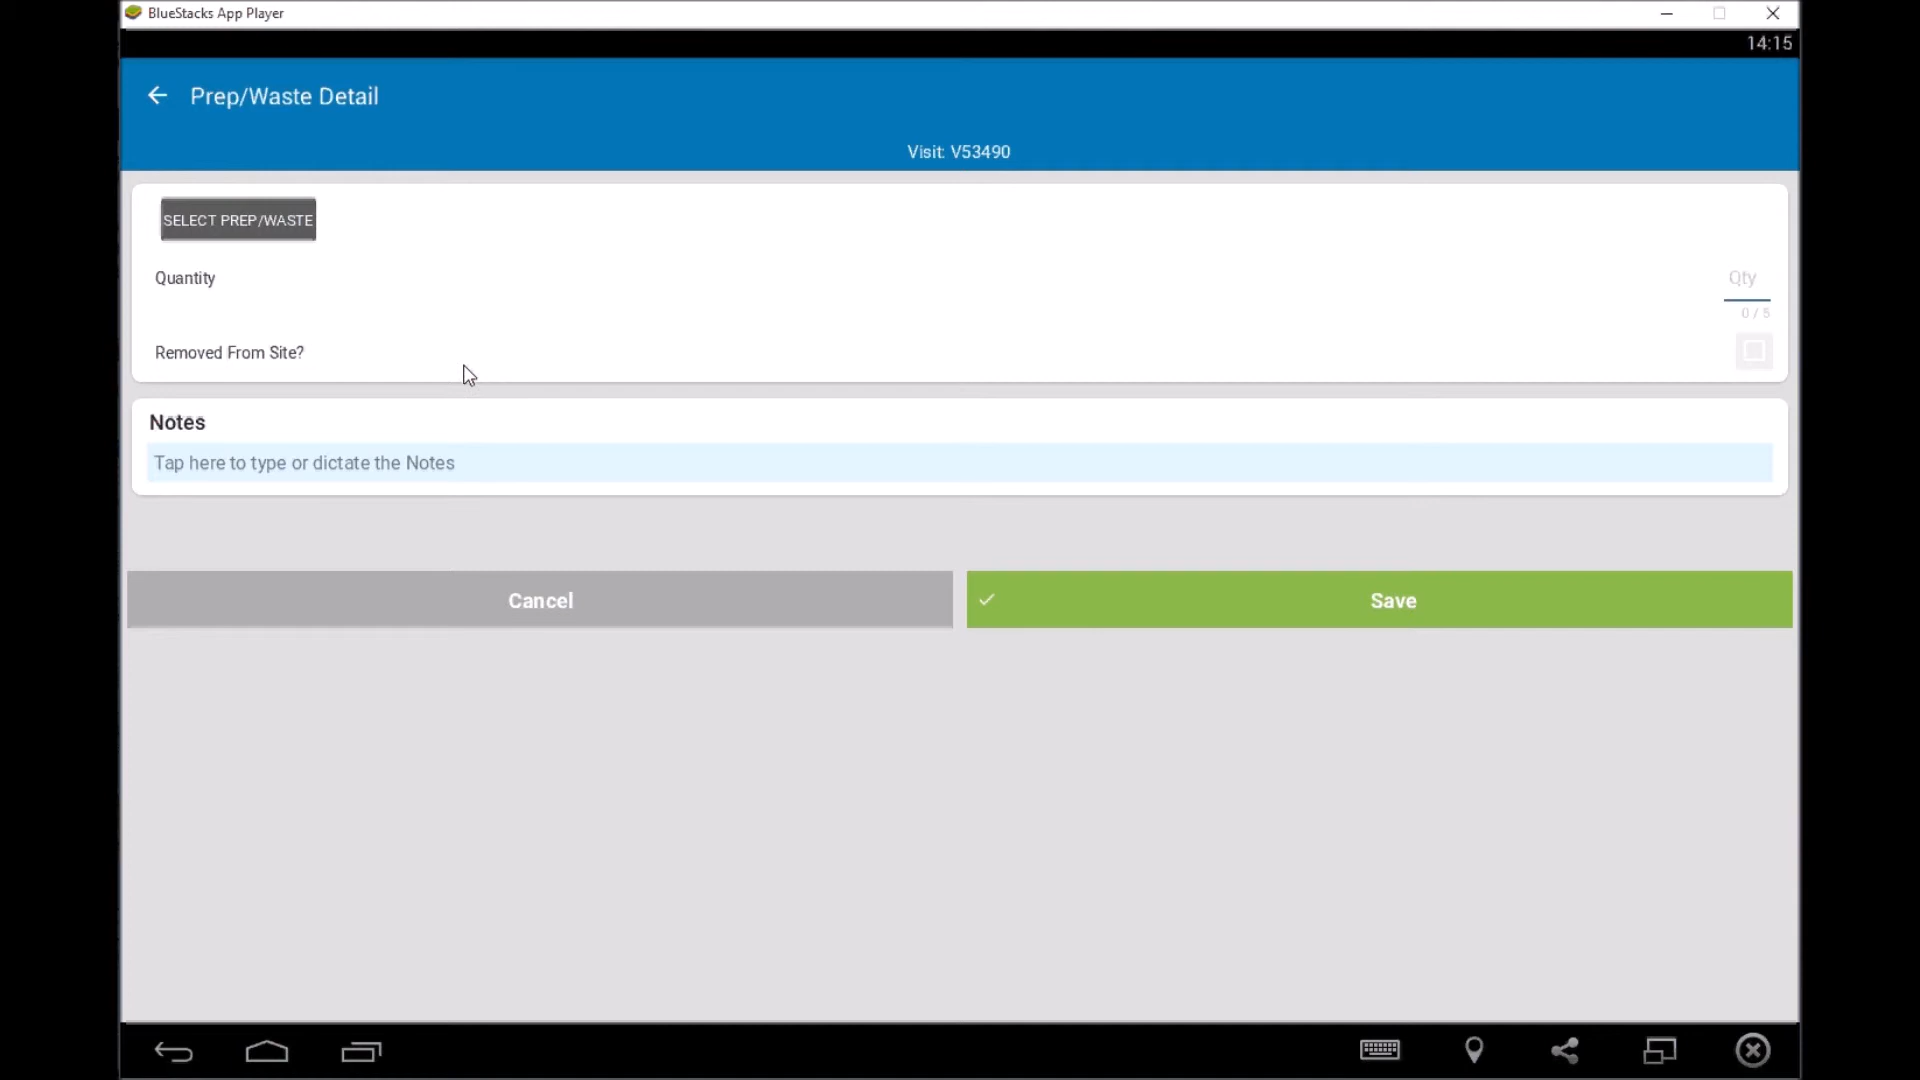 BlueStacks App Player
14:15
Prep/Waste Detail
Visit: V53490
SELECT PREP/WASTE
Quantity
Qty
0 / 5
Removed From Site?
Notes
Tap here to type or dictate the Notes
Cancel
Save